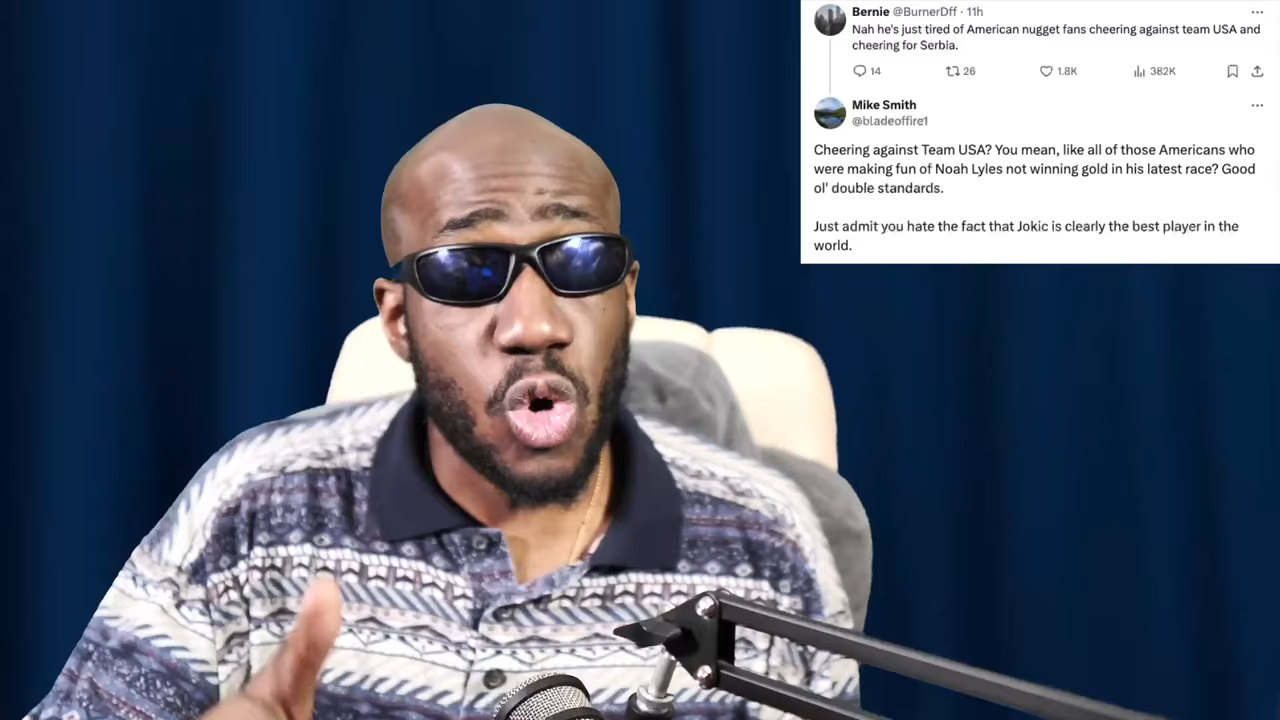 Bernie @BurnerDff · 11h
Nah he's just tired of American nugget fans cheering against team USA and
cheering for Serbia.
14 26 1.8K 382K
Mike Smith
@bladeoffire1
Cheering against Team USA? You mean, like all of those Americans who
were making fun of Noah Lyles not winning gold in his latest race? Good
ol' double standards.
Just admit you hate the fact that Jokic is clearly the best player in the
world.